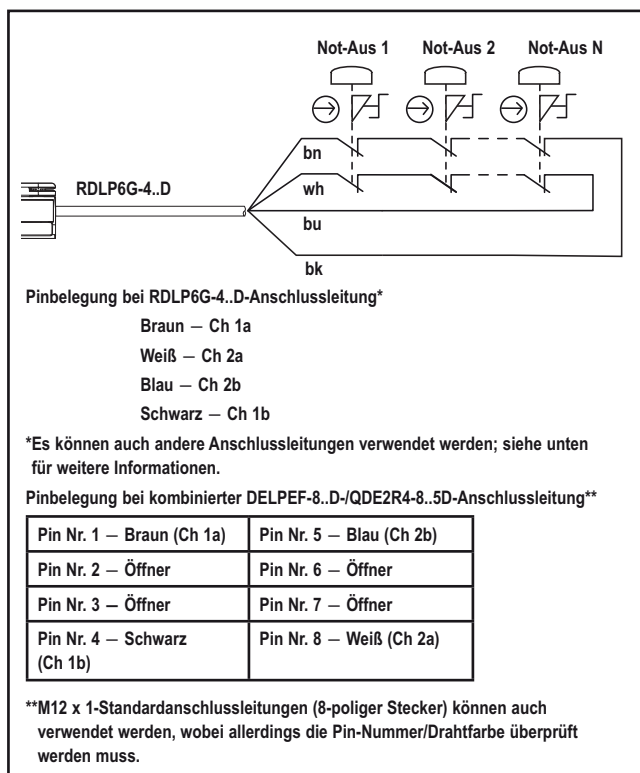 Not-Aus 1 Not-Aus 2 Not-Aus N
bn
RDLP6G-4..D
wh
bu
bk
Pinbelegung bei RDLP6G-4..D-Anschlussleitung*
Braun — Ch 1a
Weiß — Ch 2a
Blau — Ch 2b
Schwarz — Ch 1b
*Es können auch andere Anschlussleitungen verwendet werden; siehe unten
für weitere Informationen.
Pinbelegung bei kombinierter DELPEF-8..D-/QDE2R4-8..5D-Anschlussleitung**
Pin Nr. 1 — Braun (Ch 1a) Pin Nr. 5 — Blau (Ch 2b)
Pin Nr. 2 — Öffner Pin Nr. 6 — Öffner
Pin Nr. 3 — Öffner Pin Nr. 7 — Öffner
Pin Nr. 4 — Schwarz Pin Nr. 8 — Weiß (Ch 2a)
(Ch 1b)
**M12 x 1-Standardanschlussleitungen (8-poliger Stecker) können auch
verwendet werden, wobei allerdings die Pin-Nummer/Drahtfarbe überprüft
werden muss.